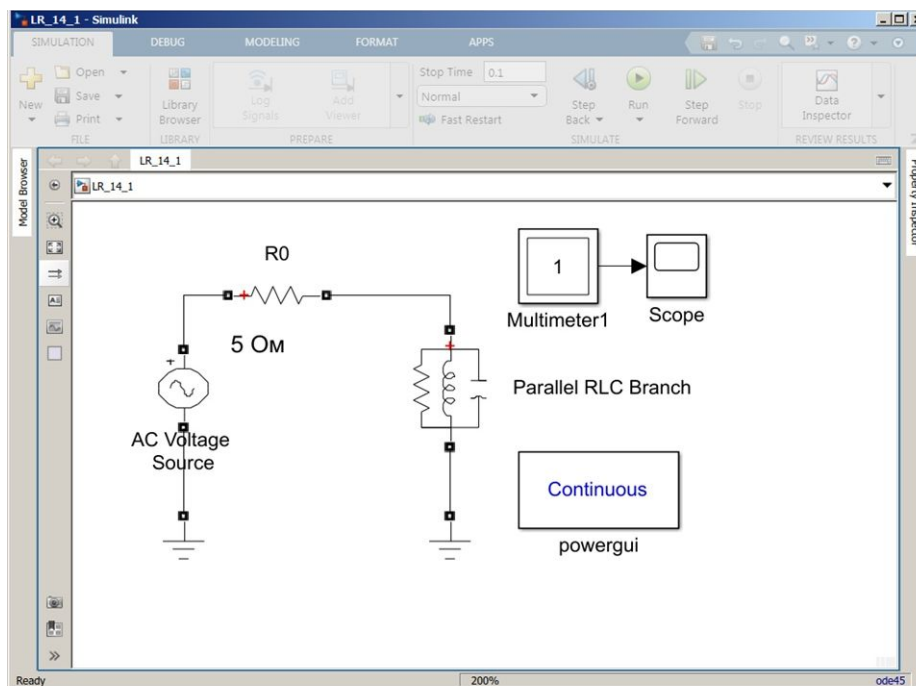 LR_14_1 - Simulink
SIMULATION DEBUG MODELING FORMAT APPS
New
Open
Save
Print
FILE
Library Browser
LIBRARY
Log Signals
Add Viewer
PREPARE
Stop Time 0.1
Normal
Fast Restart
Step Back
Run
Step Forward
Stop
SIMULATE
Data Inspector
REVIEW RESULTS
Model Browser
Property Inspector
LR_14_1
LR_14_1
R0
5 Ом
AC Voltage
Source
1
Multimeter1
Scope
Parallel RLC Branch
Continuous
powergui
Ready
200%
ode45